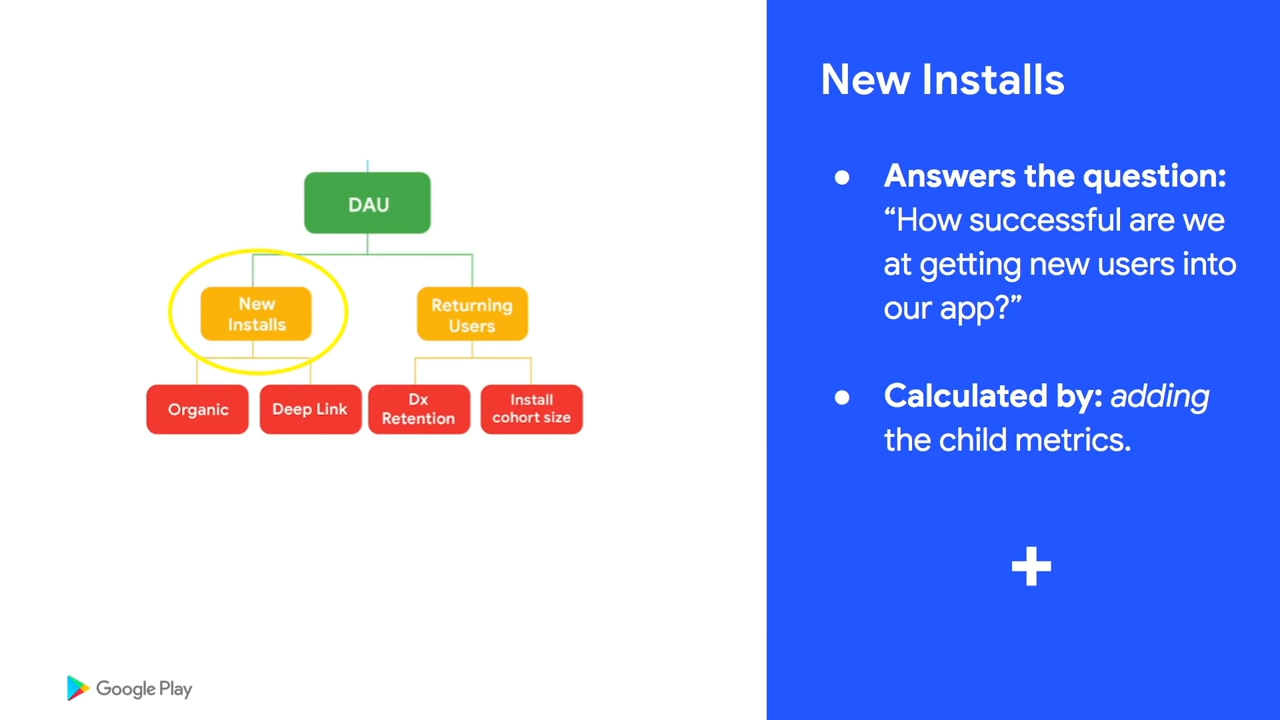 DAU
New
Installs
Returning
Users
Organic
Deep Link
Dx
Retention
Install
cohort size
Google Play
New Installs
● Answers the question:
“How successful are we
at getting new users into
our app?”
● Calculated by: adding
the child metrics.
+